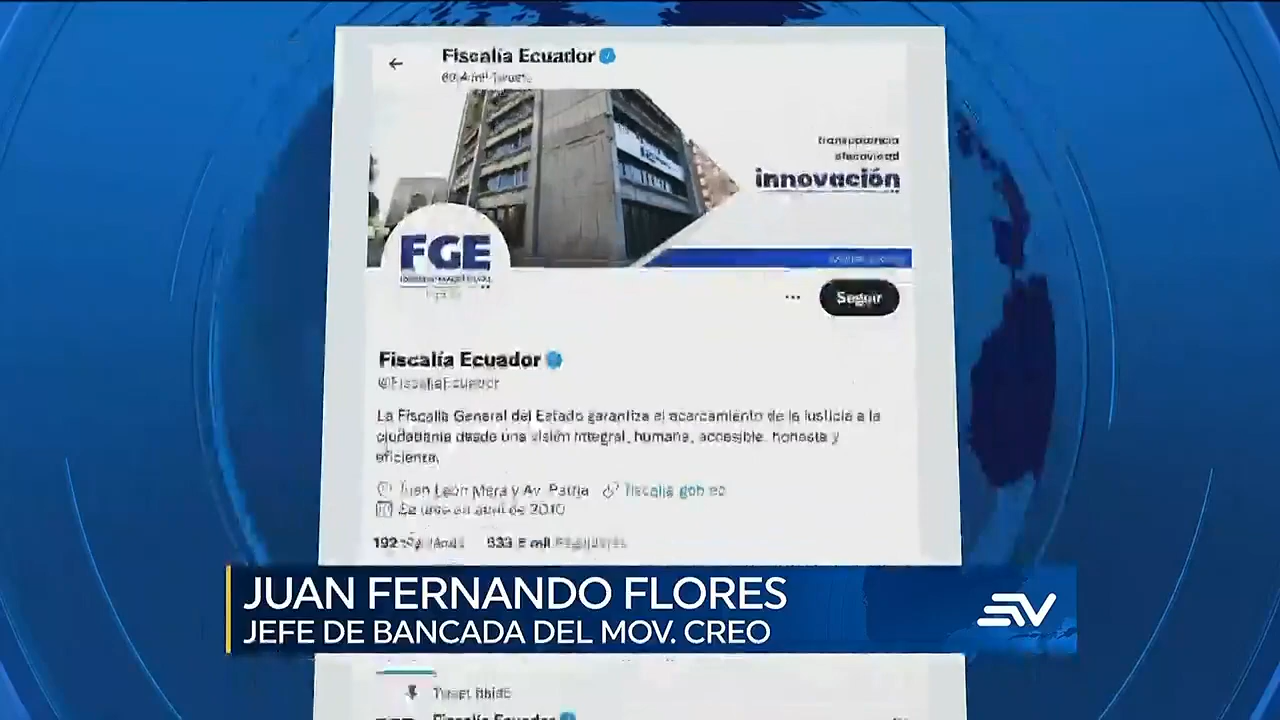 Fiscalía Ecuador
transparencia
efectividad
innovación
FGE
Seguir
Fiscalía Ecuador
@FiscaliaEcuador
La Fiscalía General del Estado garantiza el acercamiento de la justicia a la
ciudadanía desde una visión integral, humana, accesible, honesta y
eficiente.
Juan León Mera y Av. Patria fiscalia.gob.ec
Se unió en abril de 2010
192
mil
JUAN FERNANDO FLORES
JEFE DE BANCADA DEL MOV. CREO
Tweet fijado
Fiscalía Ecuador